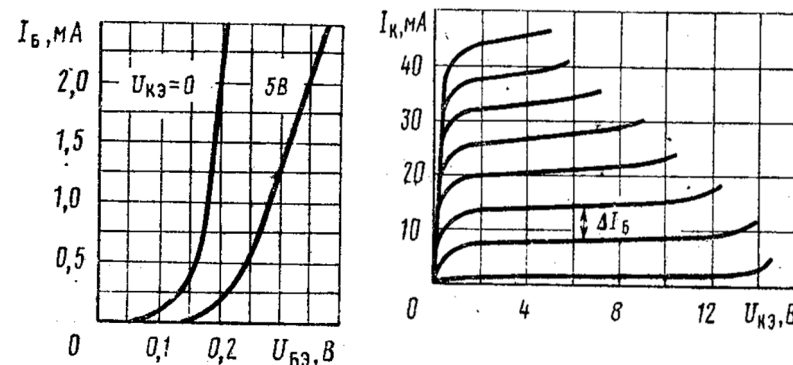 I_Б, мА
2,0
1,5
1,0
0,5
0
0,1
0,2
U_БЭ, В
U_КЭ=0
5В
I_К, мА
40
30
20
10
0
4
8
12
U_КЭ, В
ΔI_Б